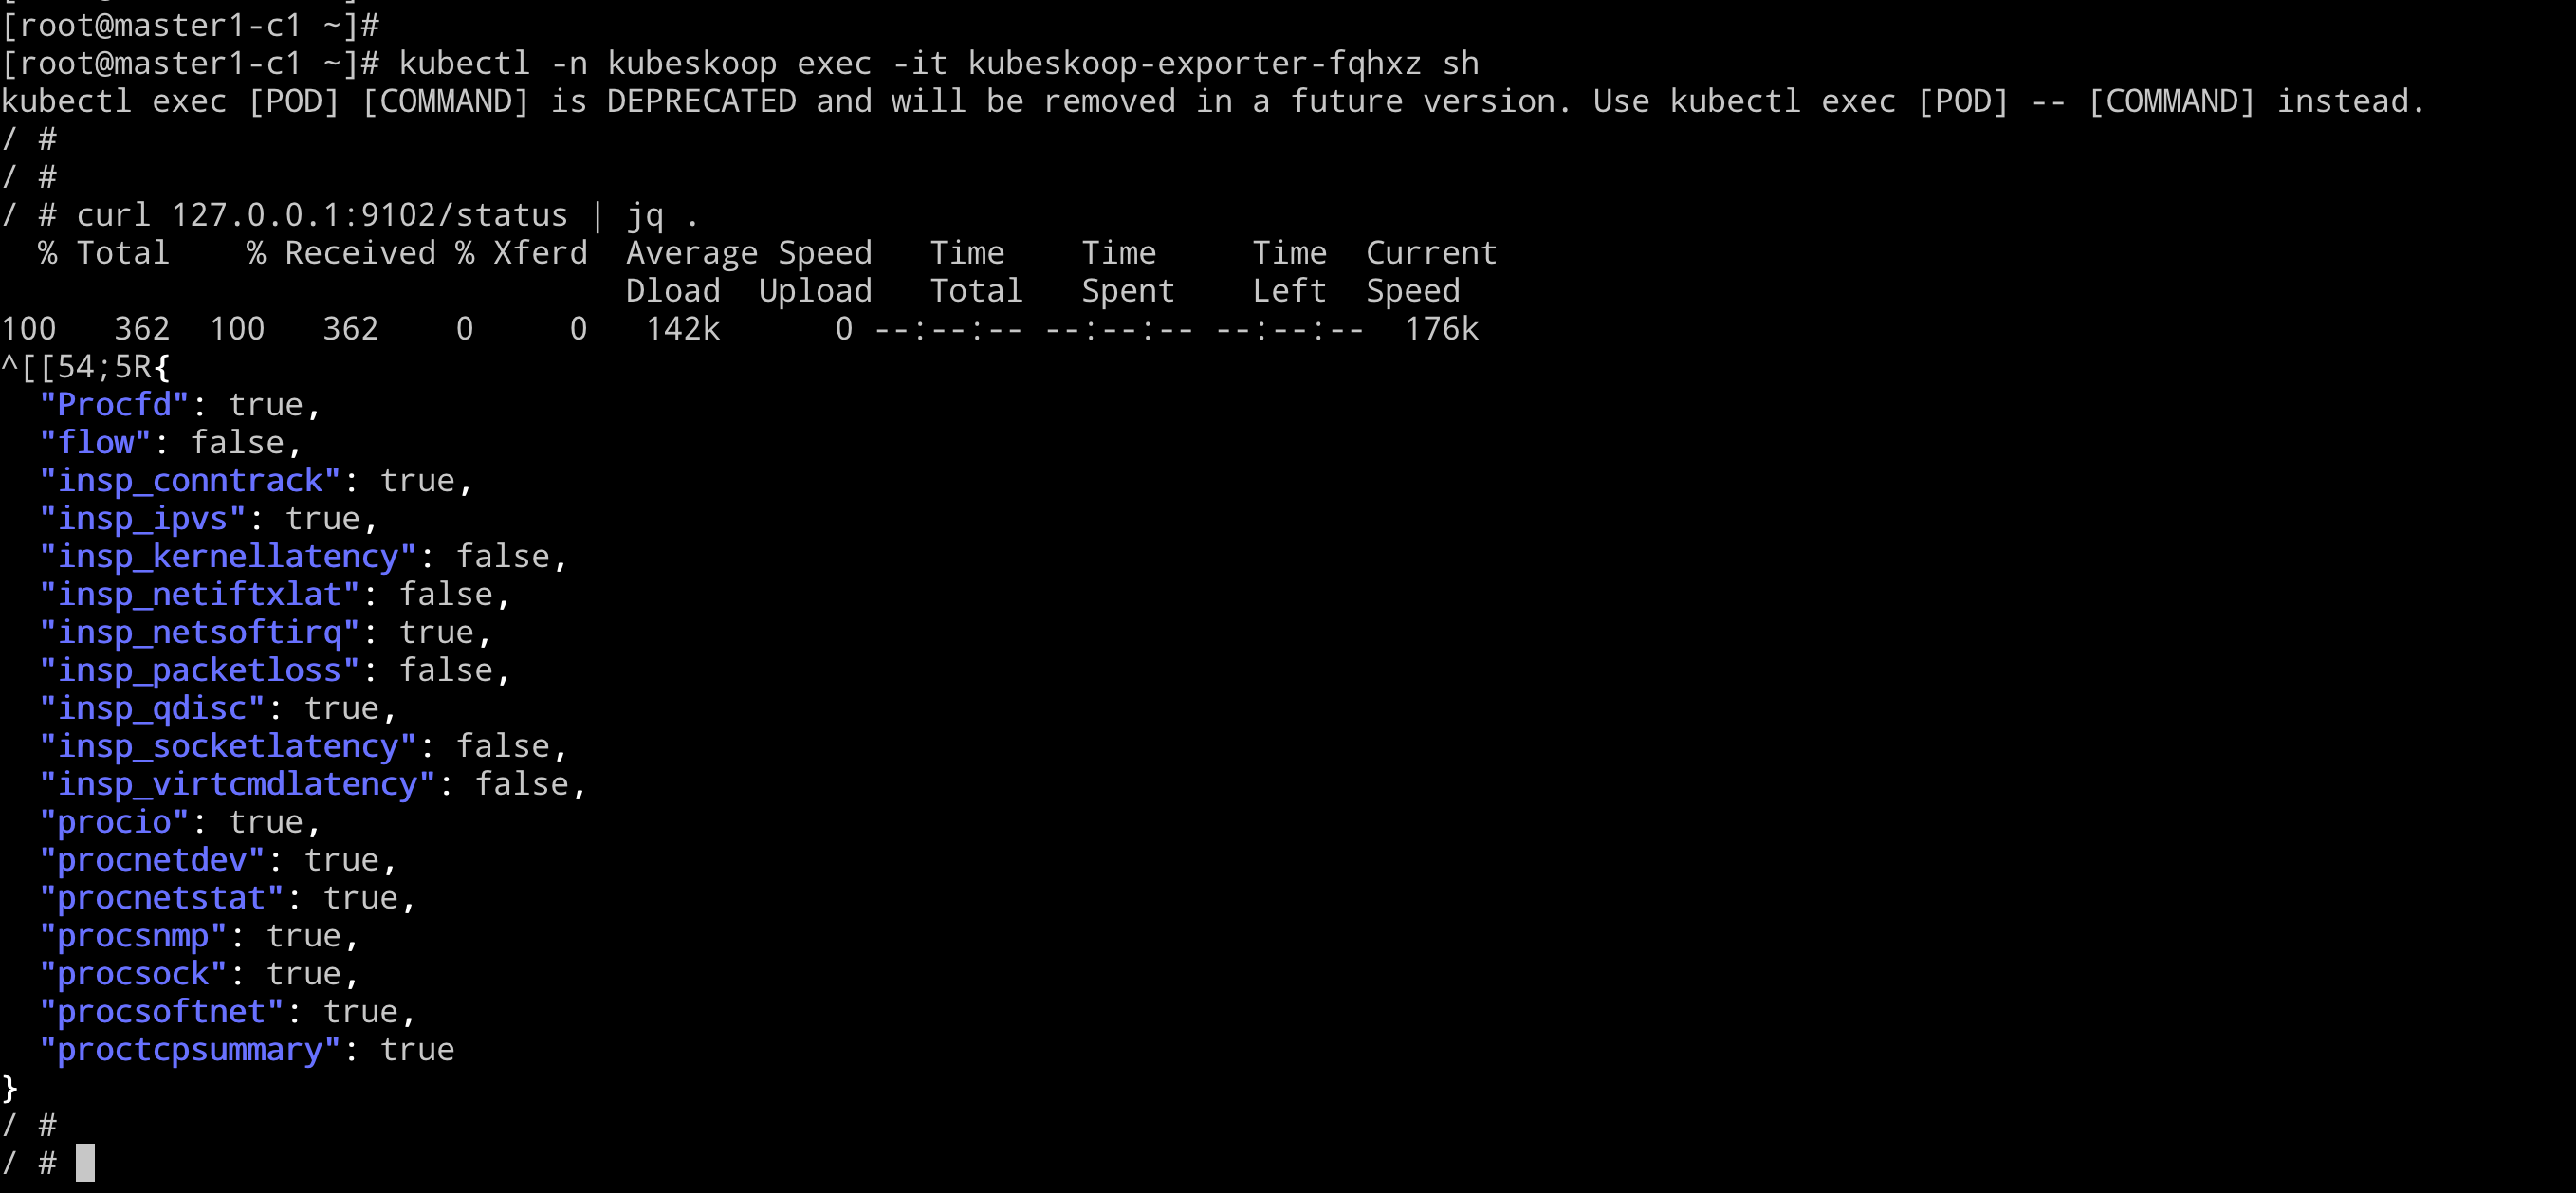 [root@master1-c1 ~]#
[root@master1-c1 ~]# kubectl -n kubeskoop exec -it kubeskoop-exporter-fqhxz sh
kubectl exec [POD] [COMMAND] is DEPRECATED and will be removed in a future version. Use kubectl exec [POD] -- [COMMAND] instead.
/ #
/ #
/ # curl 127.0.0.1:9102/status | jq .
  % Total    % Received % Xferd  Average Speed   Time    Time     Time  Current
                                 Dload  Upload   Total   Spent    Left  Speed
100   362  100   362    0     0   142k      0 --:--:-- --:--:-- --:--:--  176k
^[[54;5R{
  "Procfd": true,
  "flow": false,
  "insp_conntrack": true,
  "insp_ipvs": true,
  "insp_kernellatency": false,
  "insp_netiftxlat": false,
  "insp_netsoftirq": true,
  "insp_packetloss": false,
  "insp_qdisc": true,
  "insp_socketlatency": false,
  "insp_virtcmdlatency": false,
  "procio": true,
  "procnetdev": true,
  "procnetstat": true,
  "procsnmp": true,
  "procsock": true,
  "procsoftnet": true,
  "proctcpsummary": true
}
/ #
/ #